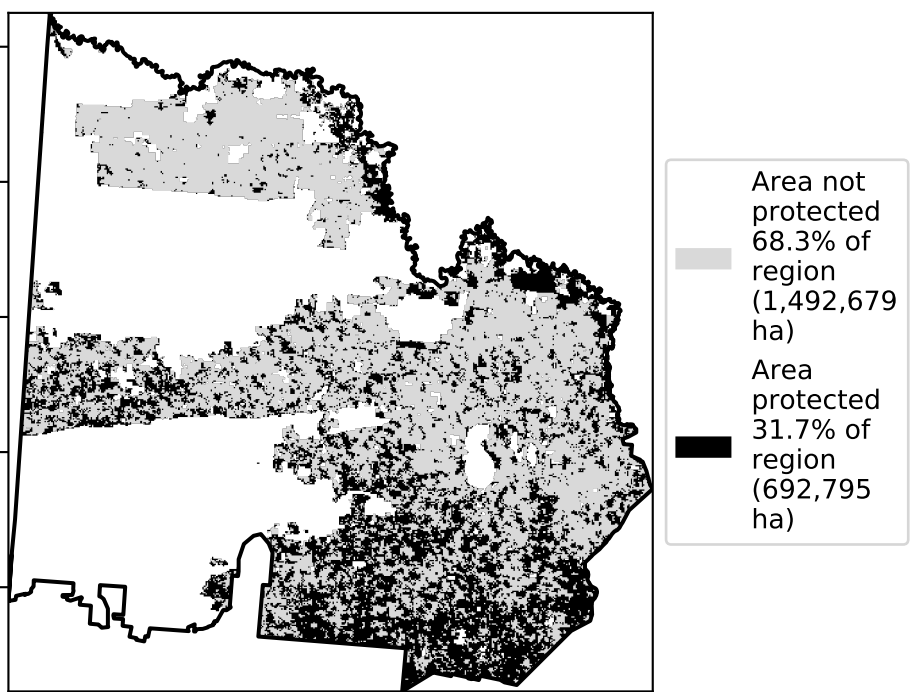 Area not
protected
68.3% of
region
(1,492,679
ha)
Area
protected
31.7% of
region
(692,795
ha)